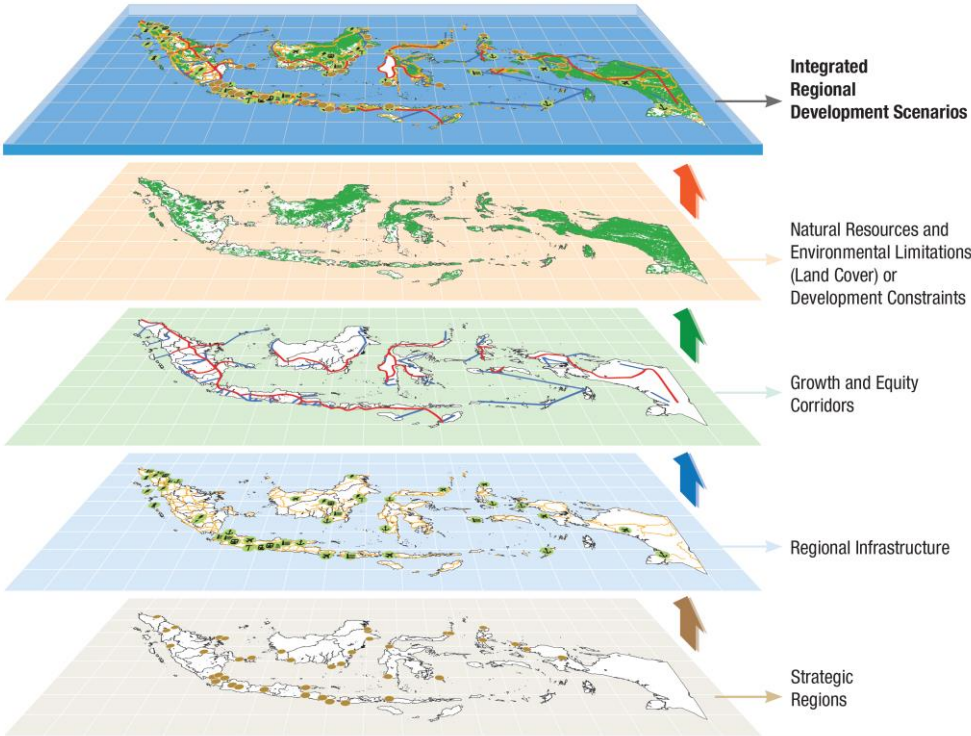 Integrated
Regional
Development Scenarios
Natural Resources and
Environmental Limitations
(Land Cover) or
Development Constraints
Growth and Equity
Corridors
Regional Infrastructure
Strategic
Regions